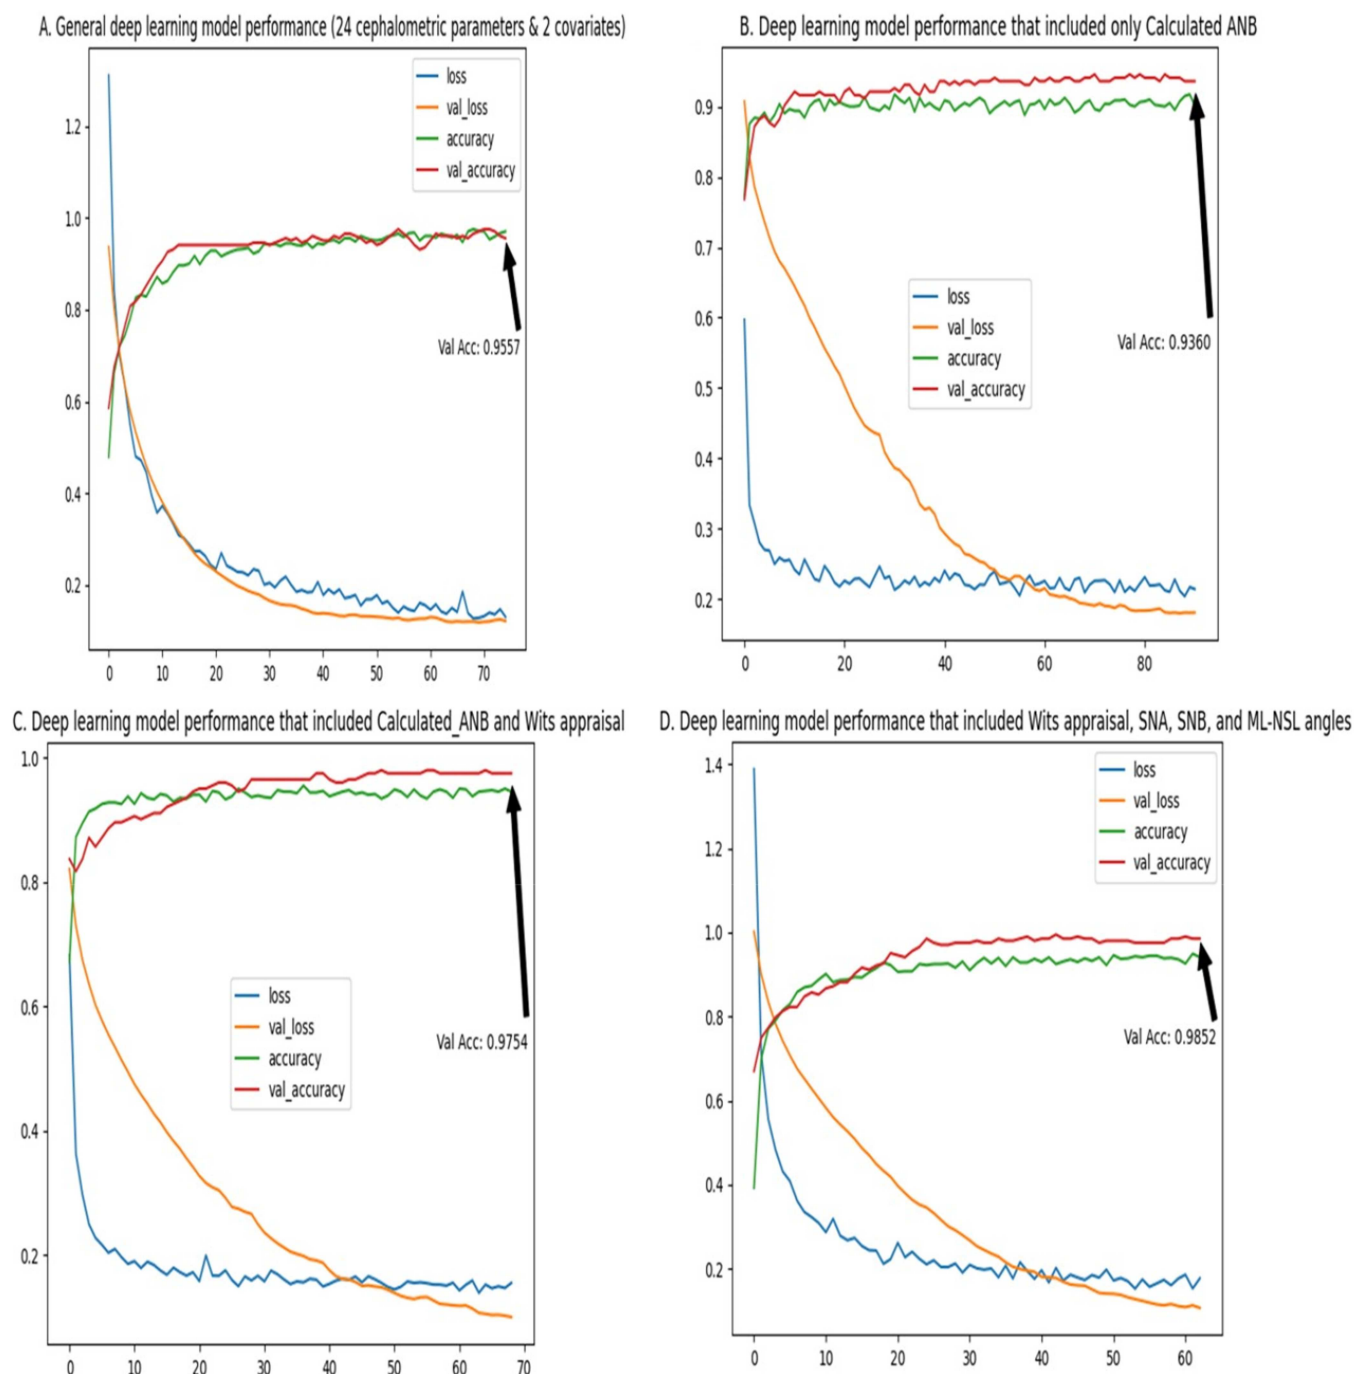 A. General deep learning model performance (24 cephalometric parameters & 2 covariates)
loss
val_loss
accuracy
val_accuracy
1.2
1.0
0.8
0.6
0.4
0.2
Val Acc: 0.9557
0 10 20 30 40 50 60 70
B. Deep learning model performance that included only Calculated ANB
0.9
0.8
0.7
0.6
0.5
0.4
0.3
0.2
loss
val_loss
accuracy
val_accuracy
Val Acc: 0.9360
0 20 40 60 80
C. Deep learning model performance that included Calculated_ANB and Wits appraisal
1.0
0.8
0.6
0.4
0.2
loss
val_loss
accuracy
val_accuracy
Val Acc: 0.9754
0 10 20 30 40 50 60 70
D. Deep learning model performance that included Wits appraisal, SNA, SNB, and ML-NSL angles
1.4
1.2
1.0
0.8
0.6
0.4
0.2
loss
val_loss
accuracy
val_accuracy
Val Acc: 0.9852
0 10 20 30 40 50 60